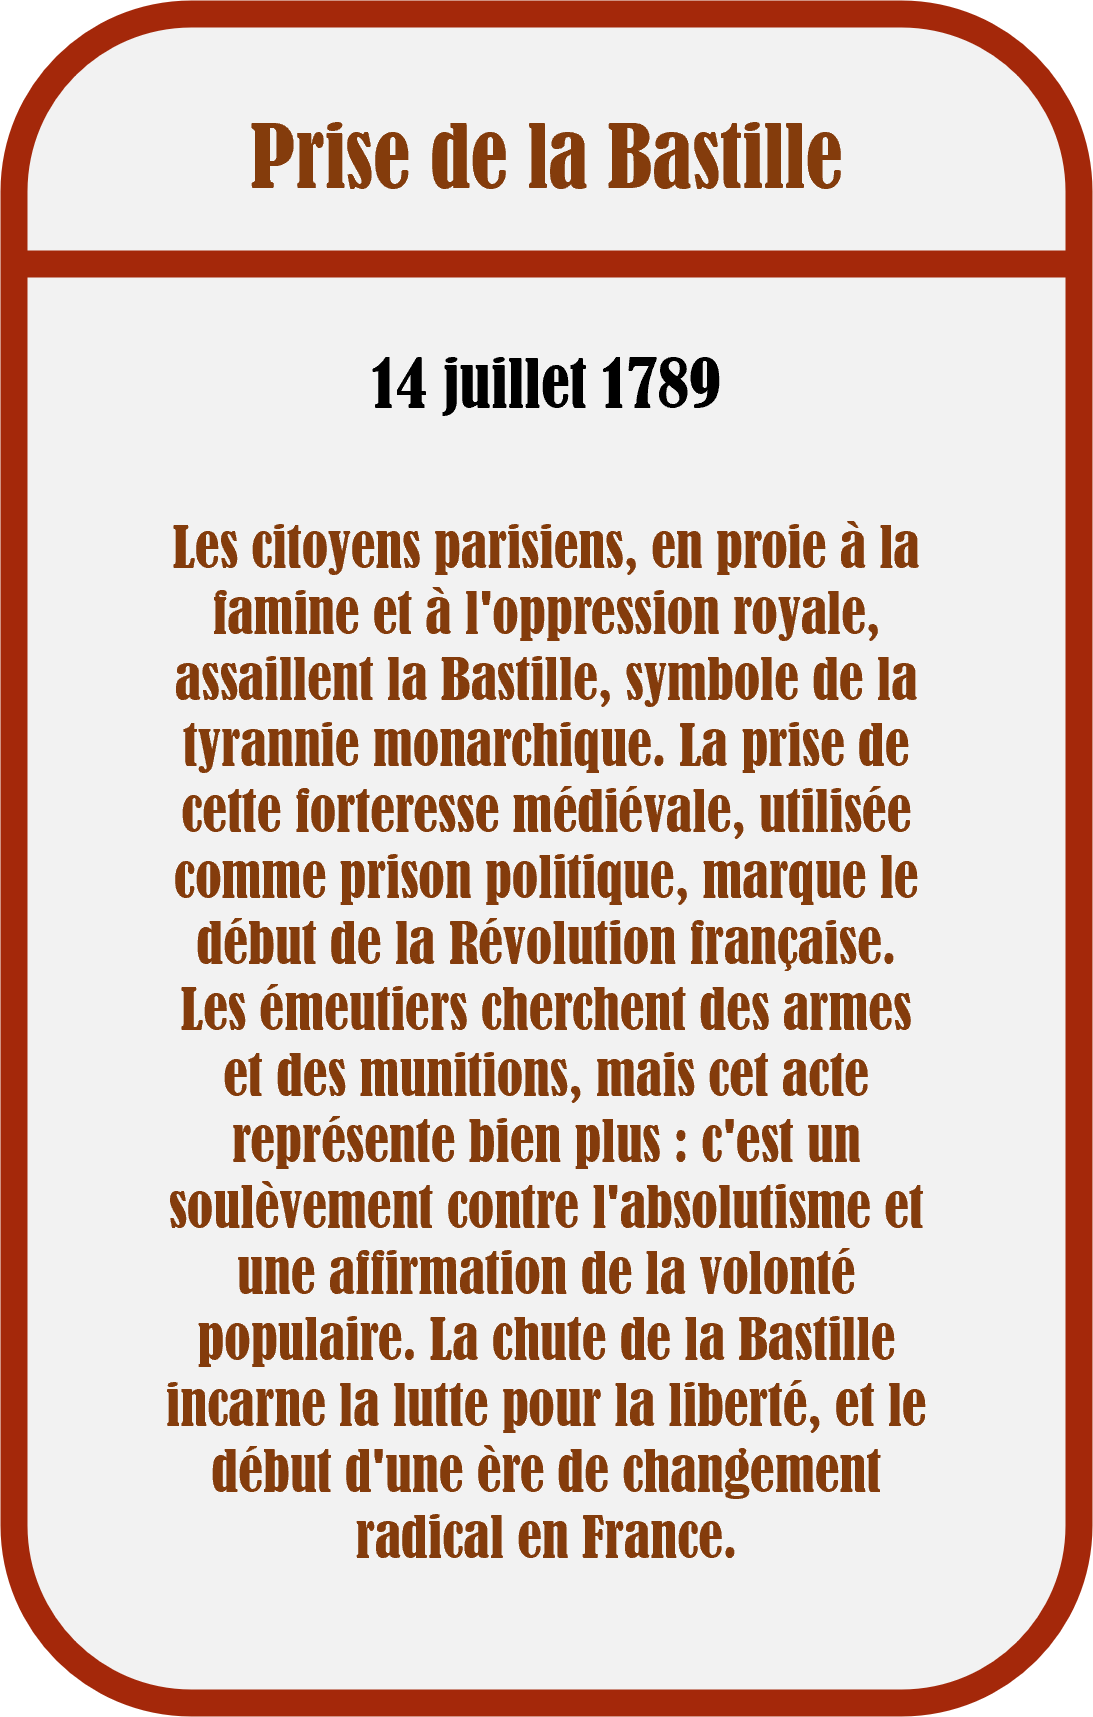 Prise de la Bastille
14 juillet 1789
Les citoyens parisiens, en proie à la
famine et à l'oppression royale,
assaillent la Bastille, symbole de la
tyrannie monarchique. La prise de
cette forteresse médiévale, utilisée
comme prison politique, marque le
début de la Révolution française.
Les émeutiers cherchent des armes
et des munitions, mais cet acte
représente bien plus : c'est un
soulèvement contre l'absolutisme et
une affirmation de la volonté
populaire. La chute de la Bastille
incarne la lutte pour la liberté, et le
début d'une ère de changement
radical en France.